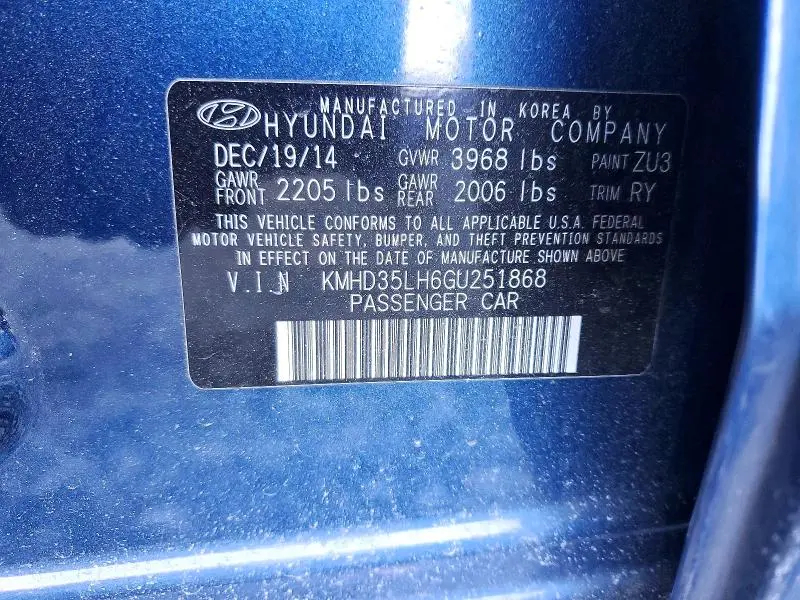 MANUFACTURED IN KOREA BY
HYUNDAI MOTOR COMPANY
DEC/19/14 GVWR 3968 lbs PAINT ZU3
GAWR FRONT 2205 lbs GAWR REAR 2006 lbs TRIM RY
THIS VEHICLE CONFORMS TO ALL APPLICABLE U.S.A. FEDERAL
MOTOR VEHICLE SAFETY, BUMPER, AND THEFT PREVENTION STANDARDS
IN EFFECT ON THE DATE OF MANUFACTURE SHOWN ABOVE
V.I.N KMHD35LH6GU251868
PASSENGER CAR